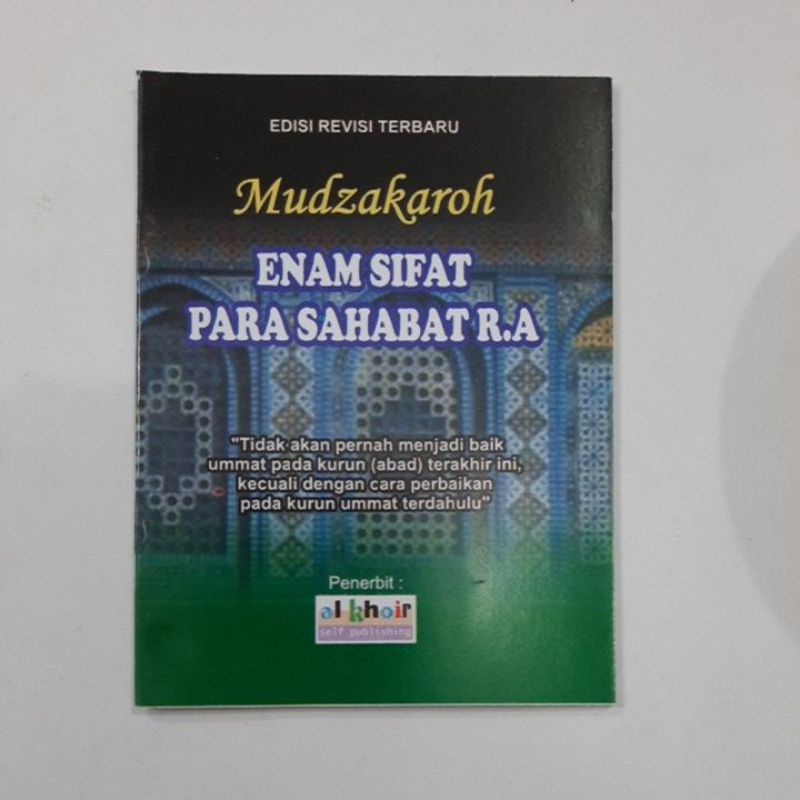 EDISI REVISI TERBARU
Mudzakaroh
ENAM SIFAT
PARA SAHABAT R.A
"Tidak akan pernah menjadi baik
ummat pada kurun (abad) terakhir ini,
kecuali dengan cara perbaikan
pada kurun ummat terdahulu"
Penerbit :
al khoir
self publishing